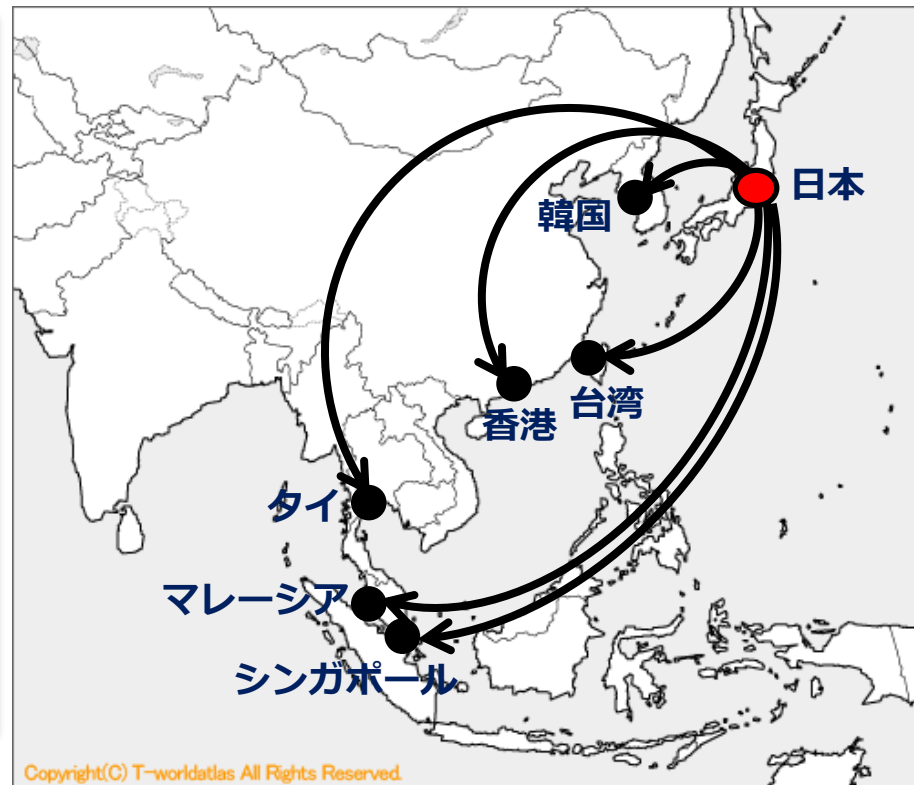 日本
韓国
台湾
香港
タイ
マレーシア
シンガポール
Copyright(C) T-worldatlas All Rights Reserved.